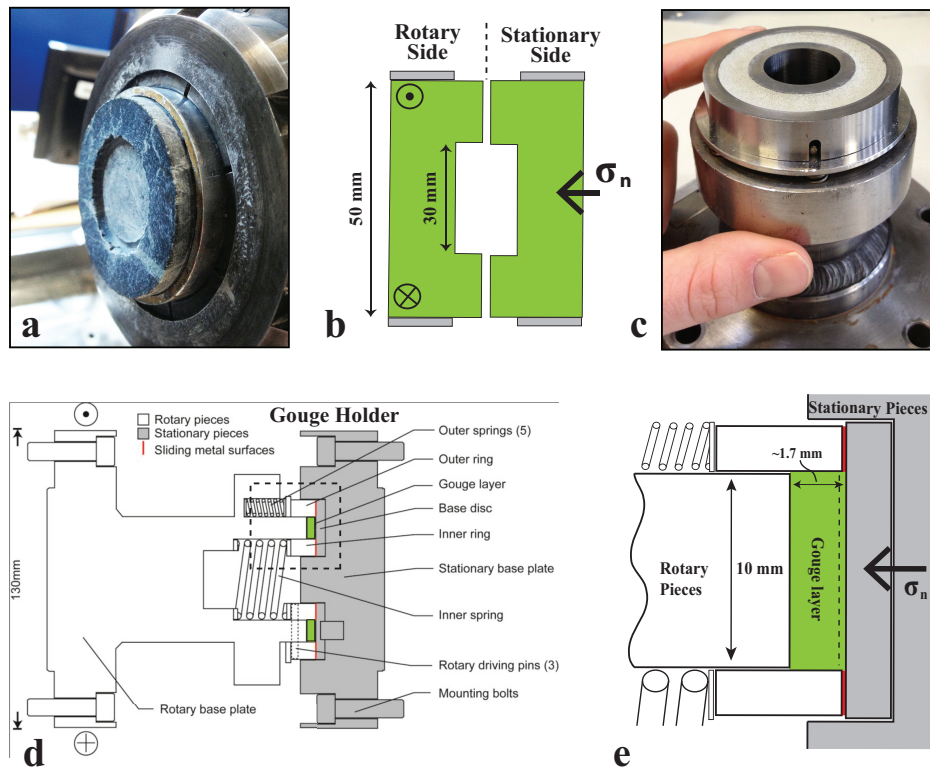 Rotary
Side
Stationary
Side
50 mm
30 mm
σn
a
b
c
Gouge Holder
Rotary pieces
Stationary pieces
Sliding metal surfaces
Outer springs (5)
Outer ring
Gouge layer
Base disc
Inner ring
Stationary base plate
Inner spring
Rotary driving pins (3)
Mounting bolts
Rotary base plate
130mm
d
Stationary Pieces
~1.7 mm
Rotary
Pieces
10 mm
Gouge layer
σn
e